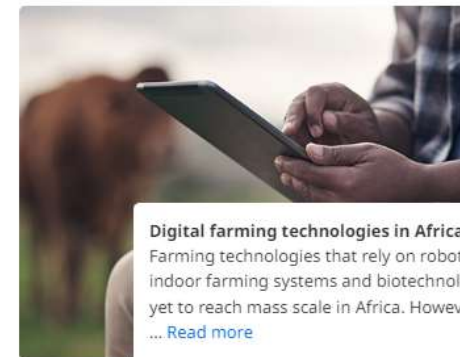 Digital farming technologies in Africa
Farming technologies that rely on robot
indoor farming systems and biotechnol
yet to reach mass scale in Africa. Howev
... Read more